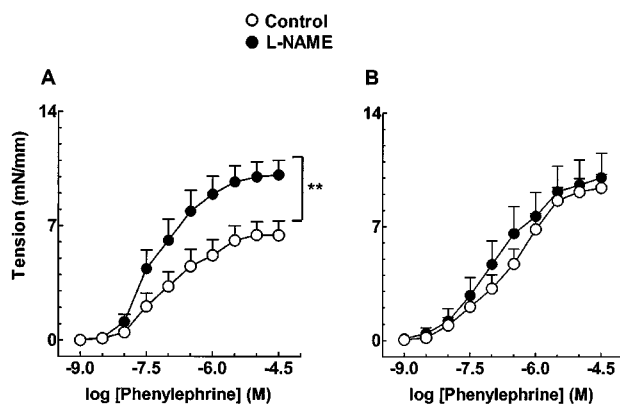 Control
L-NAME
A
B
14
7
0
Tension (mN/mm)
**
-9.0 -7.5 -6.0 -4.5
log [Phenylephrine] (M)
14
7
0
-9.0 -7.5 -6.0 -4.5
log [Phenylephrine] (M)